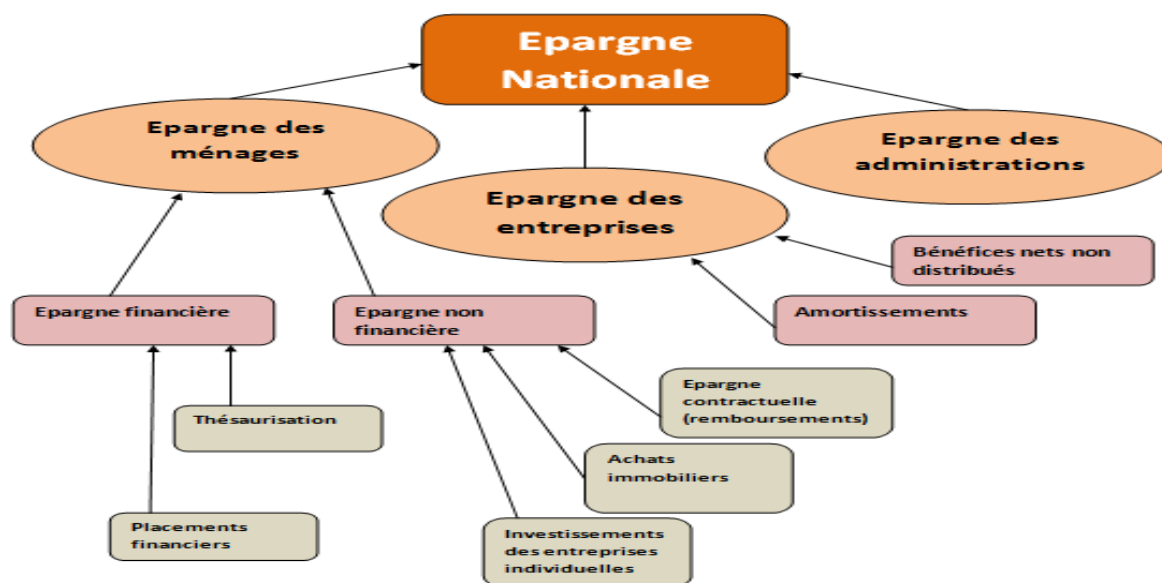 Epargne
Nationale
Epargne des
ménages
Epargne des
administrations
Epargne des
entreprises
Bénéfices nets non
distribués
Epargne financière
Epargne non
financière
Amortissements
Epargne
contractuelle
(remboursements)
Thésaurisation
Achats
immobiliers
Placements
financiers
Investissements
des entreprises
individuelles